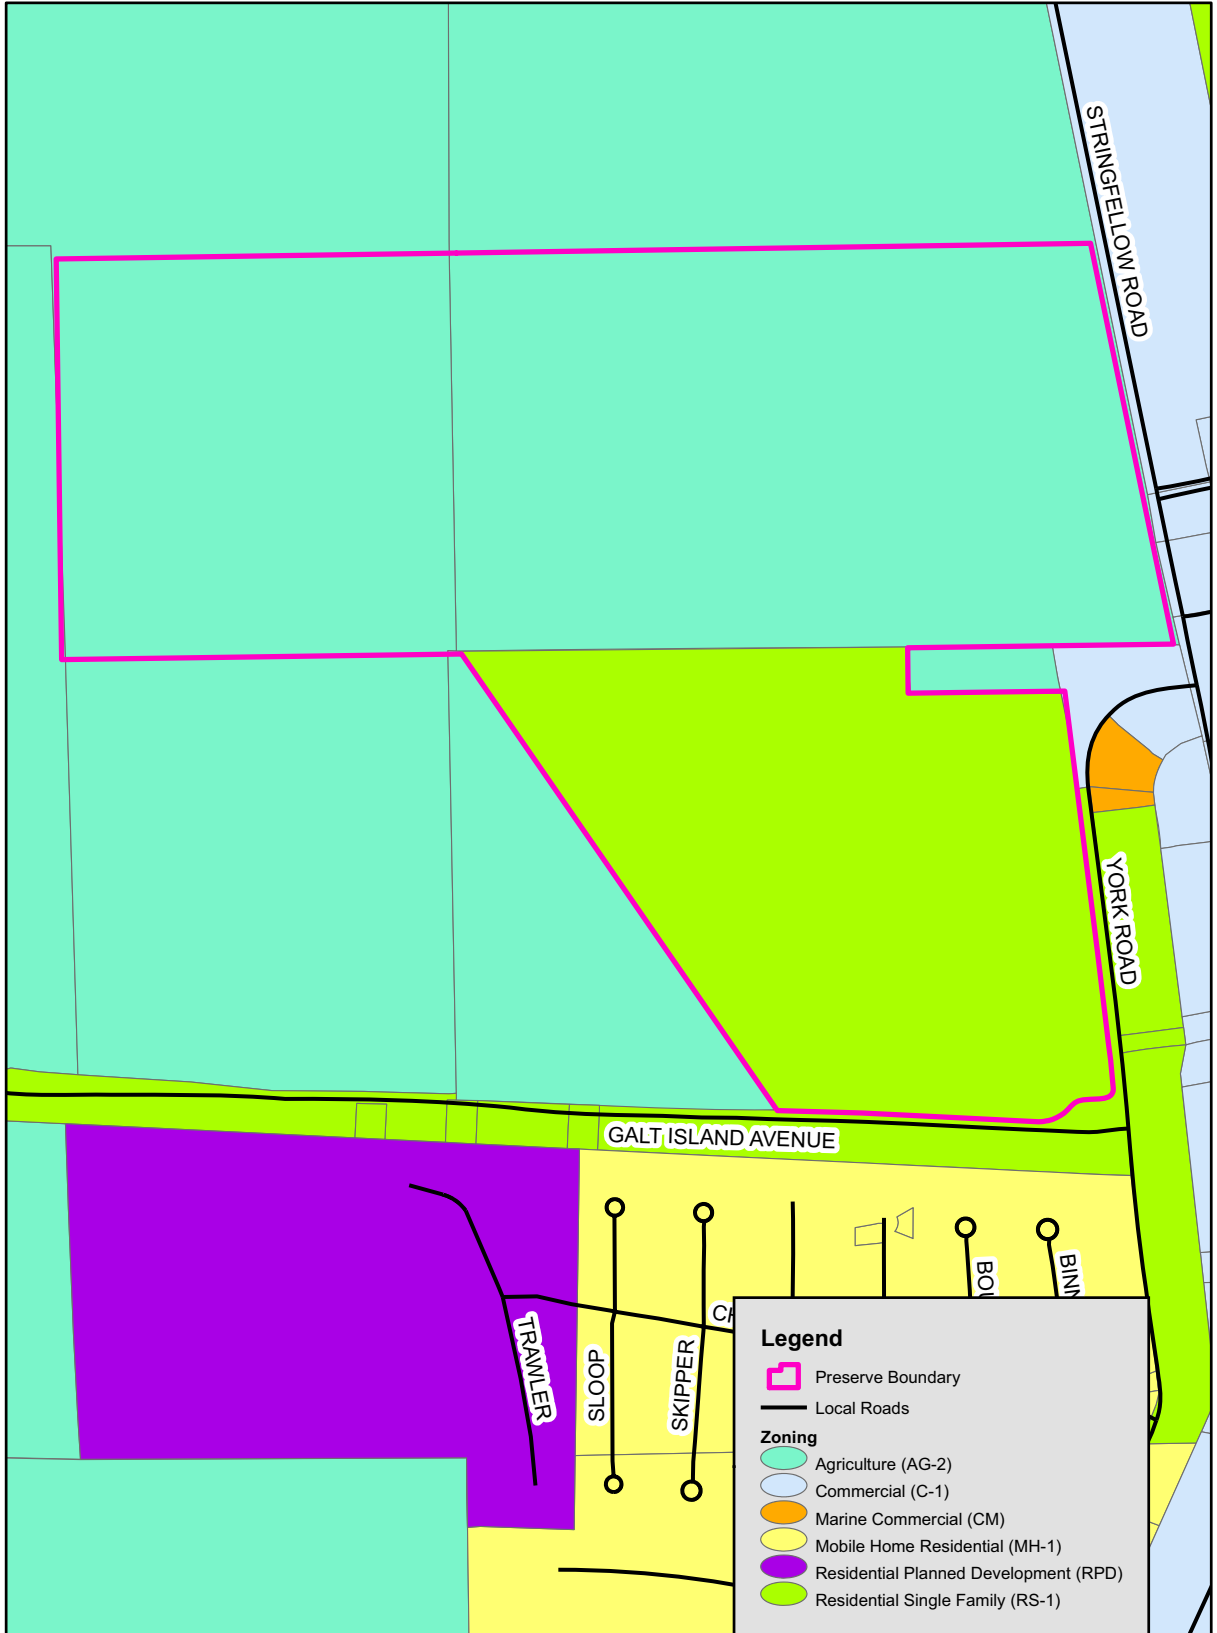 STRINGFELLOW ROAD
YORK ROAD
GALT ISLAND AVENUE
TRAWLER
SLOOP
SKIPPER
Legend
Preserve Boundary
Local Roads
Zoning
Agriculture (AG-2)
Commercial (C-1)
Marine Commercial (CM)
Mobile Home Residential (MH-1)
Residential Planned Development (RPD)
Residential Single Family (RS-1)